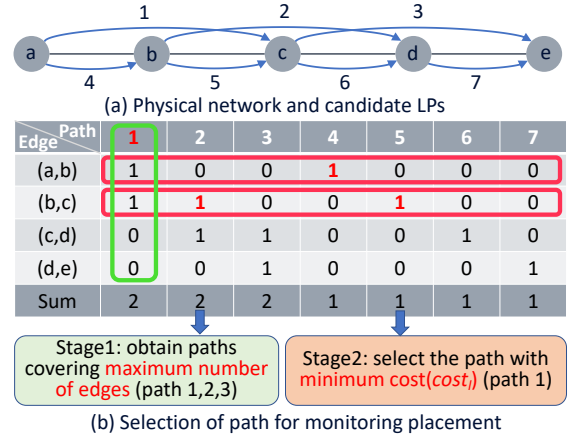 1 2 3
a b c d e
4 5 6 7
(a) Physical network and candidate LPs
Edge Path 1 2 3 4 5 6 7
(a,b) 1 0 0 1 0 0 0
(b,c) 1 1 0 0 1 0 0
(c,d) 0 1 1 0 0 1 0
(d,e) 0 0 1 0 0 0 1
Sum 2 2 2 1 1 1 1
Stage1: obtain paths
covering maximum number
of edges (path 1,2,3)
Stage2: select the path with
minimum cost(costₗ) (path 1)
(b) Selection of path for monitoring placement